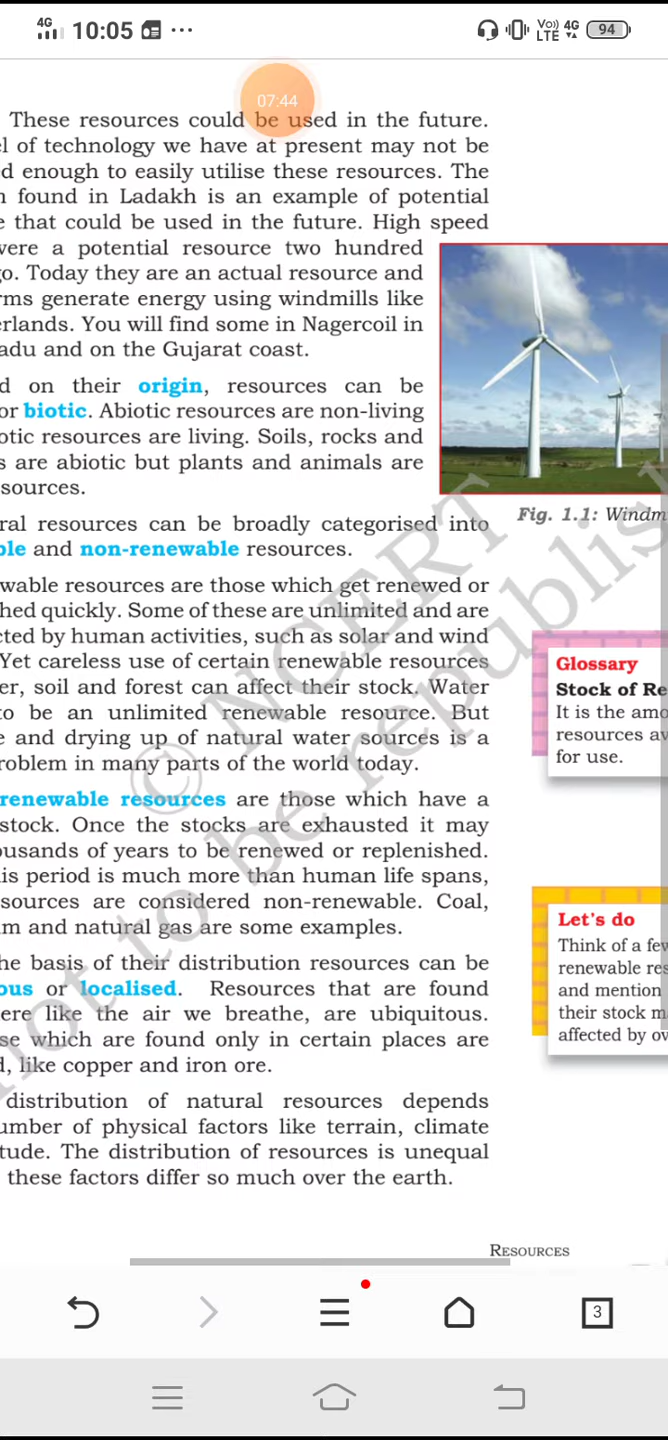 4G 10:05 ...
Vo)) LTE 4G 94
07:44
These resources could be used in the future.
el of technology we have at present may not be
d enough to easily utilise these resources. The
found in Ladakh is an example of potential
e that could be used in the future. High speed
were a potential resource two hundred
go. Today they are an actual resource and
rms generate energy using windmills like
erlands. You will find some in Nagercoil in
adu and on the Gujarat coast.
d on their origin, resources can be
or biotic. Abiotic resources are non-living
otic resources are living. Soils, rocks and
s are abiotic but plants and animals are
sources.
ral resources can be broadly categorised into
ble and non-renewable resources.
Fig. 1.1: Windm
wable resources are those which get renewed or
hed quickly. Some of these are unlimited and are
cted by human activities, such as solar and wind
Yet careless use of certain renewable resources
er, soil and forest can affect their stock. Water
to be an unlimited renewable resource. But
e and drying up of natural water sources is a
roblem in many parts of the world today.
Glossary
Stock of Re
It is the amo
resources av
for use.
renewable resources are those which have a
stock. Once the stocks are exhausted it may
ousands of years to be renewed or replenished.
is period is much more than human life spans,
sources are considered non-renewable. Coal,
m and natural gas are some examples.
Let's do
Think of a few
renewable res
and mention
their stock m
affected by ov
he basis of their distribution resources can be
ous or localised. Resources that are found
ere like the air we breathe, are ubiquitous.
se which are found only in certain places are
d, like copper and iron ore.
distribution of natural resources depends
umber of physical factors like terrain, climate
tude. The distribution of resources is unequal
these factors differ so much over the earth.
© NCERT
not to be republish
RESOURCES
3